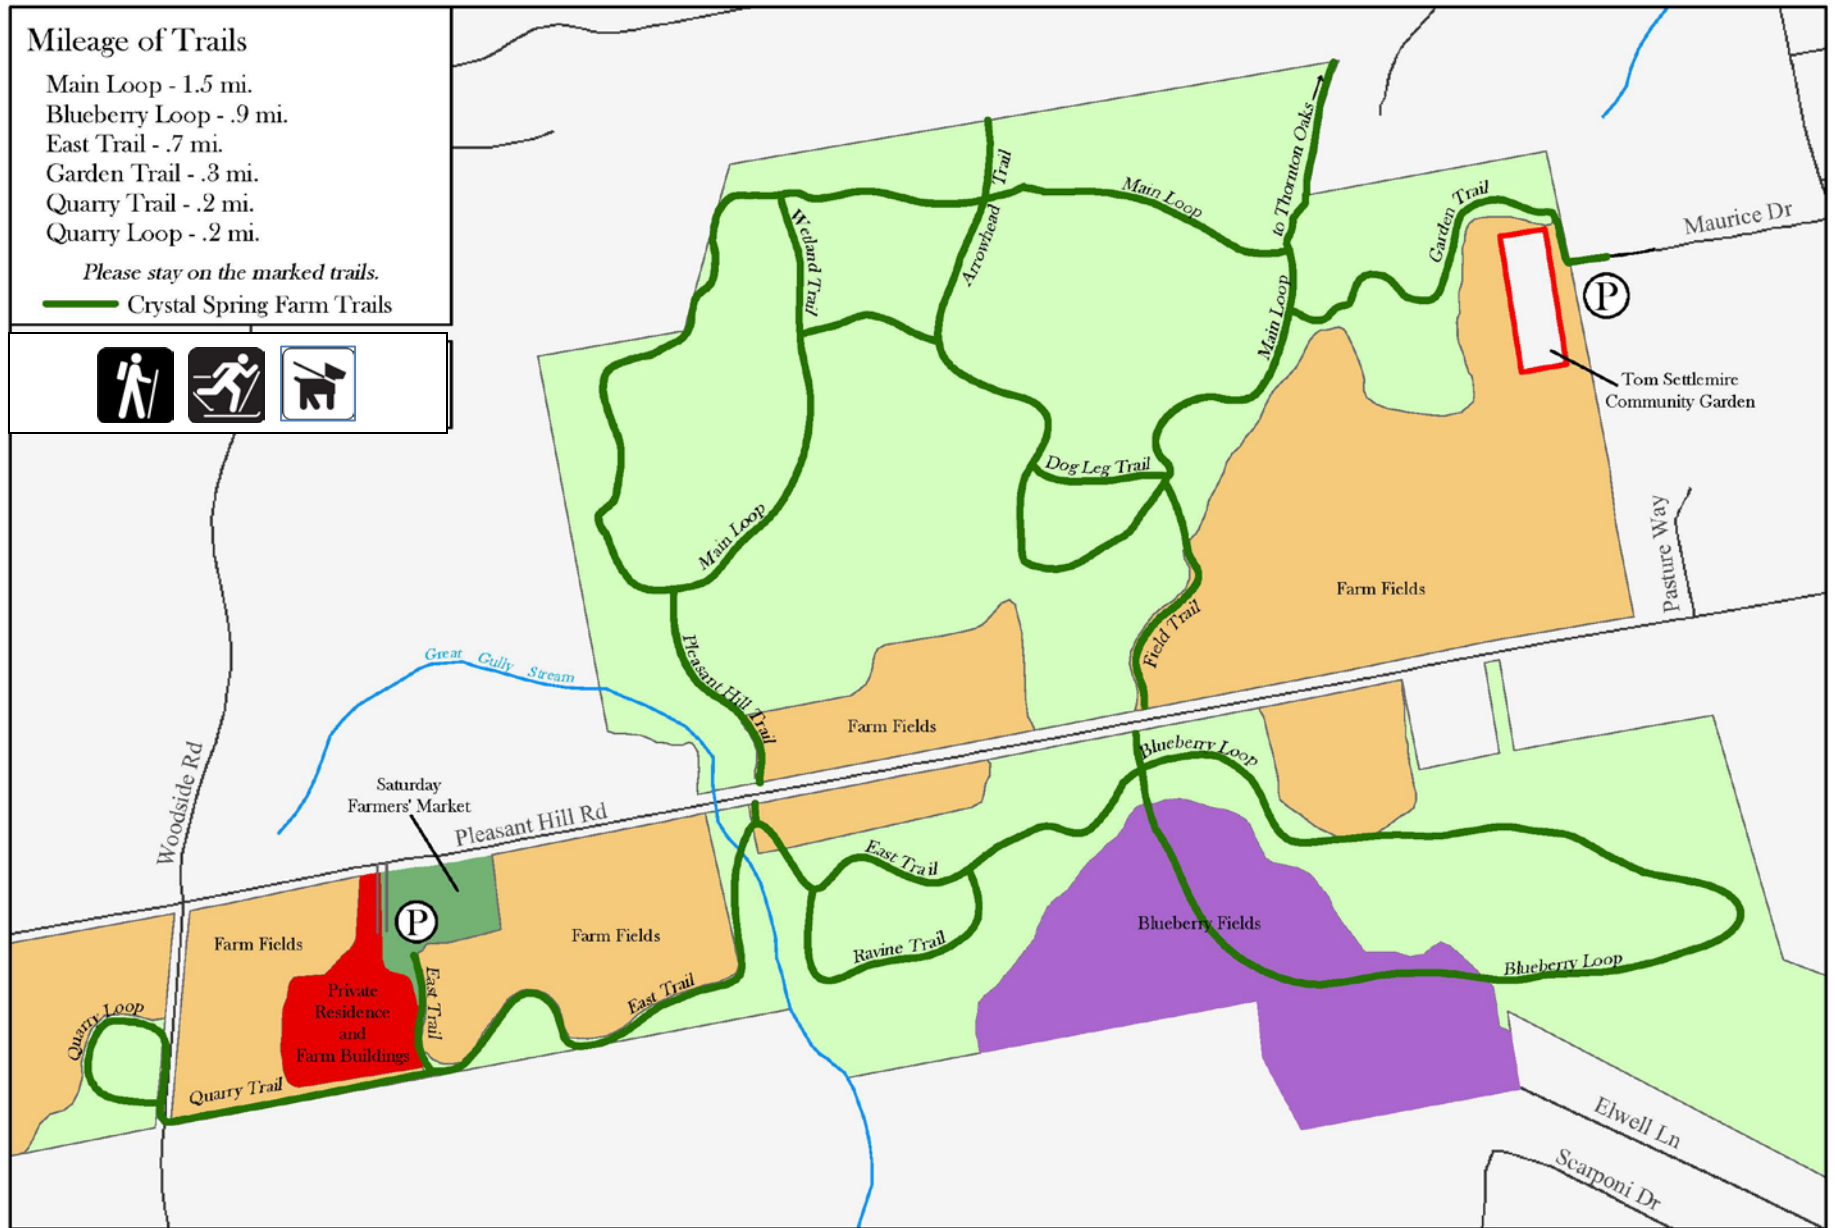 Mileage of Trails
Main Loop - 1.5 mi.
Blueberry Loop - .9 mi.
East Trail - .7 mi.
Garden Trail - .3 mi.
Quarry Trail - .2 mi.
Quarry Loop - .2 mi.
Please stay on the marked trails.
Crystal Spring Farm Trails
to Thornton Oaks
Arrowhead Trail
Main Loop
Wetland Trail
Garden Trail
Maurice Dr
P
Main Loop
Tom Settlemire
Community Garden
Dog Leg Trail
Main Loop
Pasture Way
Farm Fields
Field Trail
Great Gully Stream
Pleasant Hill Trail
Farm Fields
Blueberry Loop
Woodside Rd
Saturday
Farmers' Market
Pleasant Hill Rd
East Trail
P
Farm Fields
Farm Fields
Blueberry Fields
Ravine Trail
Blueberry Loop
East Trail
East Trail
Private
Residence
and
Farm Buildings
Quarry Loop
Quarry Trail
Elwell Ln
Scarponi Dr